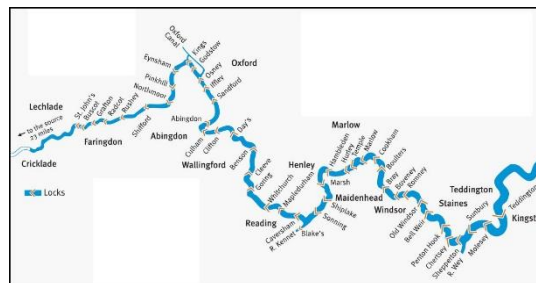 Oxford
Canal
Kings
Godstow
Eynsham
Osney
Oxford
Pinkhill
Iffley
Northmoor
Sandford
Lechlade
St. John's
Buscot
Grafton
Radcot
Rushey
Shifford
to the source
23 miles
Faringdon
Cricklade
Abingdon
Abingdon
Culham
Clifton
Day's
Wallingford
Benson
Cleeve
Goring
Whitchurch
Mapledurham
Reading
Caversham
R. Kennet
Blake's
Sonning
Shiplake
Henley
Marsh
Hambleden
Hurley
Temple
Marlow
Marlow
Cookham
Boulters
Maidenhead
Bray
Boveney
Windsor
Romney
Old Windsor
Bell Weir
Staines
Penton Hook
Chertsey
Shepperton
R. Wey
Sunbury
Molesey
Teddington
Teddington
Kingst
Locks